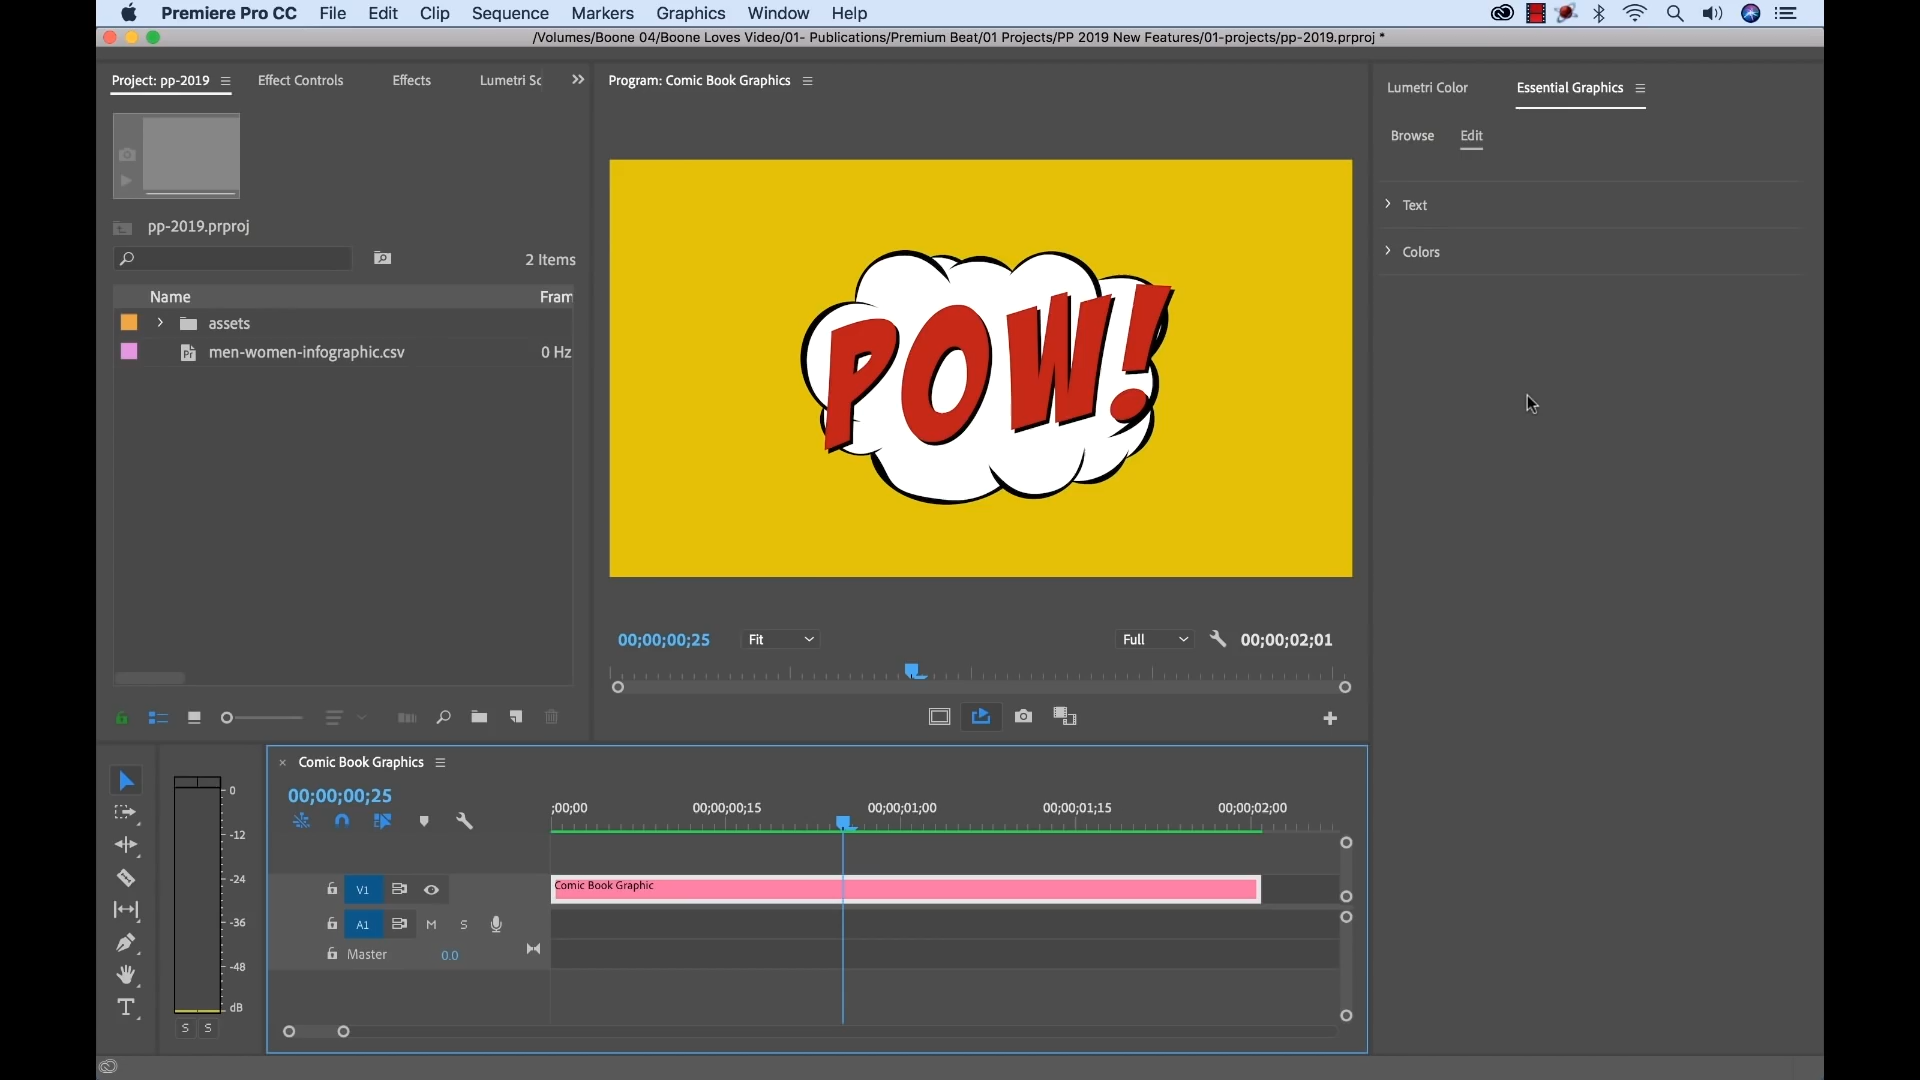 Premiere Pro CC File Edit Clip Sequence Markers Graphics Window Help
/Volumes/Boone 04/Boone Loves Video/01- Publications/Premium Beat/01 Projects/PP 2019 New Features/01-projects/pp-2019.prproj *
Project: pp-2019 Effect Controls Effects Lumetri Sc
Program: Comic Book Graphics
Lumetri Color Essential Graphics
Browse Edit
Text
Colors
pp-2019.prproj
2 Items
Name Fram
assets
men-women-infographic.csv 0 Hz
POW!
00;00;00;25 Fit Full 00;00;02;01
Comic Book Graphics
00;00;00;25
;00;00 00;00;00;15 00;00;01;00 00;00;01;15 00;00;02;00
V1
Comic Book Graphic
A1 M S
Master 0.0
0
-12
-24
-36
-48
dB
S S
T